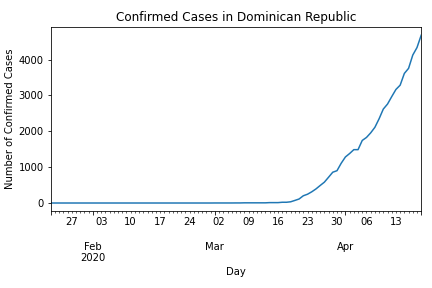 Confirmed Cases in Dominican Republic
Number of Confirmed Cases
4000
3000
2000
1000
0
27 03 10 17 24 02 09 16 23 30 06 13
Feb Mar Apr
2020
Day